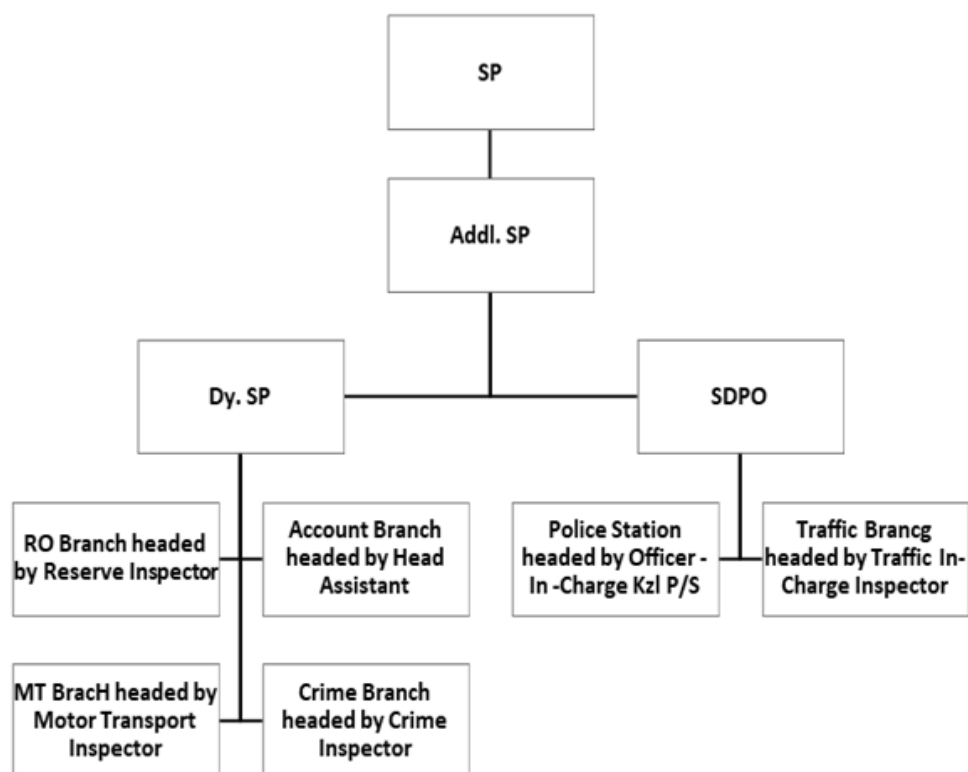 SP
Addl. SP
Dy. SP
SDPO
RO Branch headed
by Reserve Inspector
Account Branch
headed by Head
Assistant
Police Station
headed by Officer -
In -Charge Kzl P/S
Traffic Brancg
headed by Traffic In-
Charge Inspector
MT BracH headed by
Motor Transport
Inspector
Crime Branch
headed by Crime
Inspector